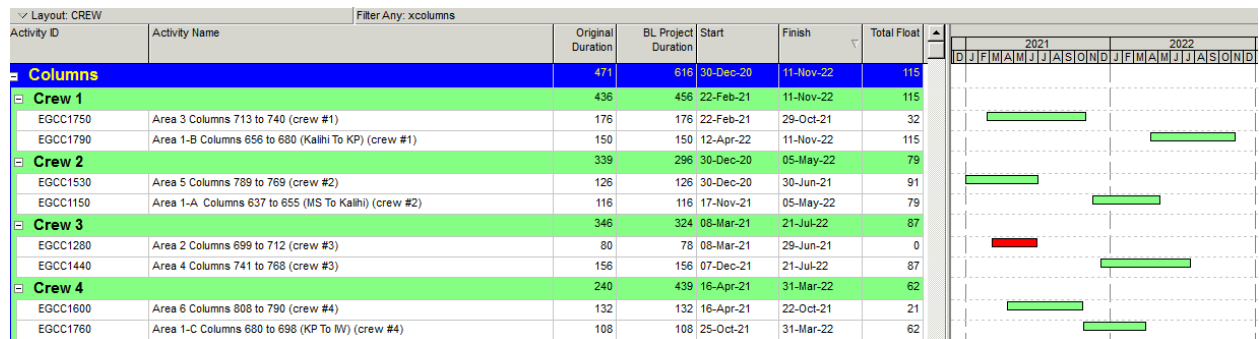 Layout: CREW Filter Any: xcolumns
Activity ID Activity Name Original Duration BL Project Duration Start Finish Total Float
2021 2022
D J F M A M J J A S O N D J F M A M J J A S O N D
Columns 471 616 30-Dec-20 11-Nov-22 115
Crew 1 436 456 22-Feb-21 11-Nov-22 115
EGCC1750 Area 3 Columns 713 to 740 (crew #1) 176 176 22-Feb-21 29-Oct-21 32
EGCC1790 Area 1-B Columns 656 to 680 (Kalihi To KP) (crew #1) 150 150 12-Apr-22 11-Nov-22 115
Crew 2 339 296 30-Dec-20 05-May-22 79
EGCC1530 Area 5 Columns 789 to 769 (crew #2) 126 126 30-Dec-20 30-Jun-21 91
EGCC1150 Area 1-A Columns 637 to 655 (MS To Kalihi) (crew #2) 116 116 17-Nov-21 05-May-22 79
Crew 3 346 324 08-Mar-21 21-Jul-22 87
EGCC1280 Area 2 Columns 699 to 712 (crew #3) 80 78 08-Mar-21 29-Jun-21 0
EGCC1440 Area 4 Columns 741 to 768 (crew #3) 156 156 07-Dec-21 21-Jul-22 87
Crew 4 240 439 16-Apr-21 31-Mar-22 62
EGCC1600 Area 6 Columns 808 to 790 (crew #4) 132 132 16-Apr-21 22-Oct-21 21
EGCC1760 Area 1-C Columns 680 to 698 (KP To IW) (crew #4) 108 108 25-Oct-21 31-Mar-22 62